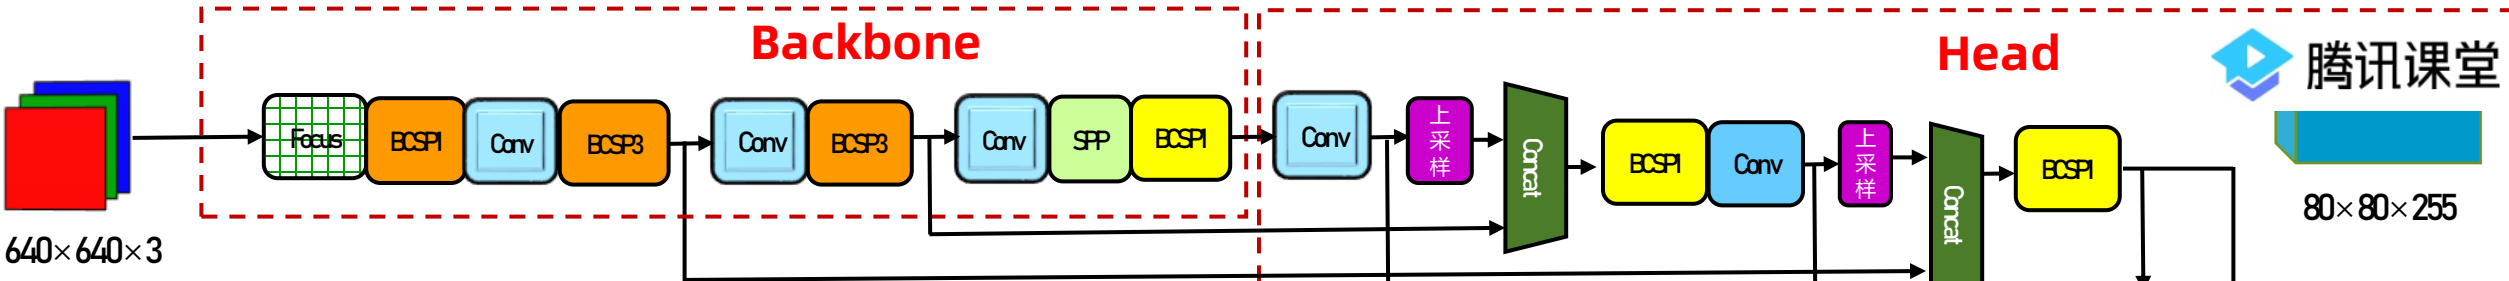 Backbone
Head
腾讯课堂
Focus
BCSP1
Conv
BCSP3
Conv
BCSP3
Conv
SPP
BCSP1
Conv
上采样
Concat
BCSP1
Conv
上采样
Concat
BCSP1
640×640×3
80×80×255